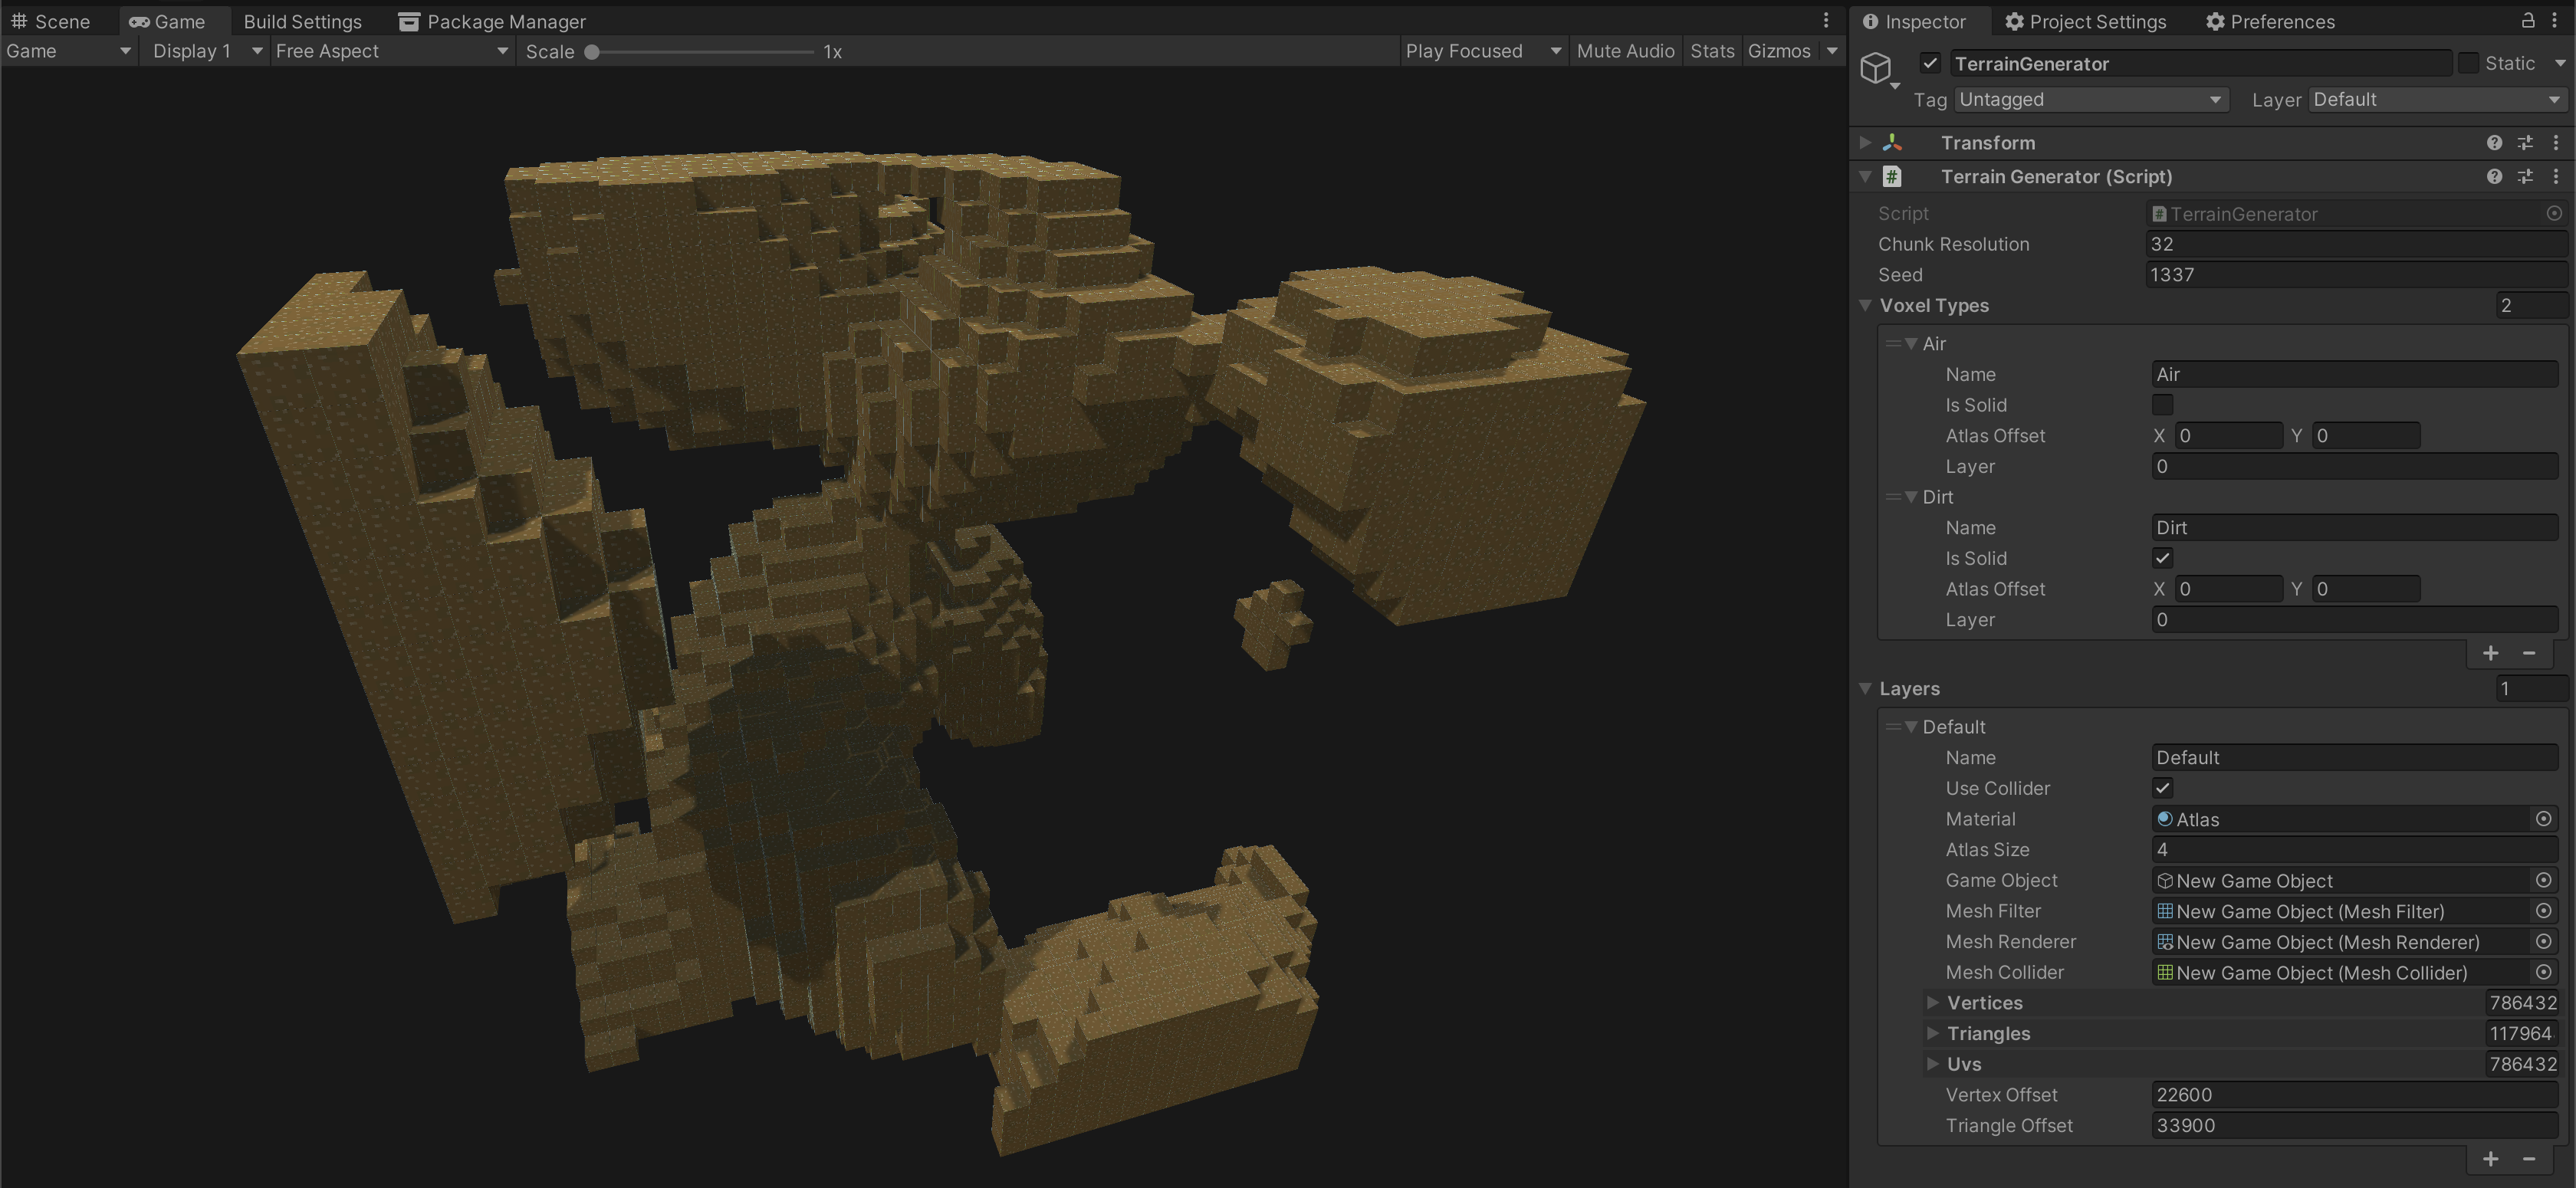 Scene Game Build Settings Package Manager
Game Display 1 Free Aspect Scale 1x Play Focused Mute Audio Stats Gizmos
Inspector Project Settings Preferences
TerrainGenerator Static
Tag Untagged Layer Default
Transform
Terrain Generator (Script)
Script TerrainGenerator
Chunk Resolution 32
Seed 1337
Voxel Types 2
Air
Name Air
Is Solid
Atlas Offset X 0 Y 0
Layer 0
Dirt
Name Dirt
Is Solid
Atlas Offset X 0 Y 0
Layer 0
Layers 1
Default
Name Default
Use Collider
Material Atlas
Atlas Size 4
Game Object New Game Object
Mesh Filter New Game Object (Mesh Filter)
Mesh Renderer New Game Object (Mesh Renderer)
Mesh Collider New Game Object (Mesh Collider)
Vertices 786432
Triangles 117964
Uvs 786432
Vertex Offset 22600
Triangle Offset 33900